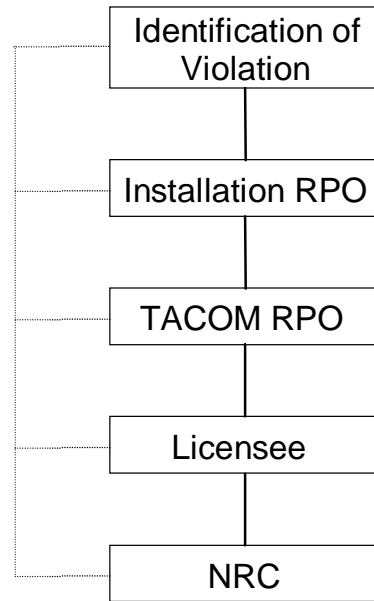 Identification of
Violation
Installation RPO
TACOM RPO
Licensee
NRC